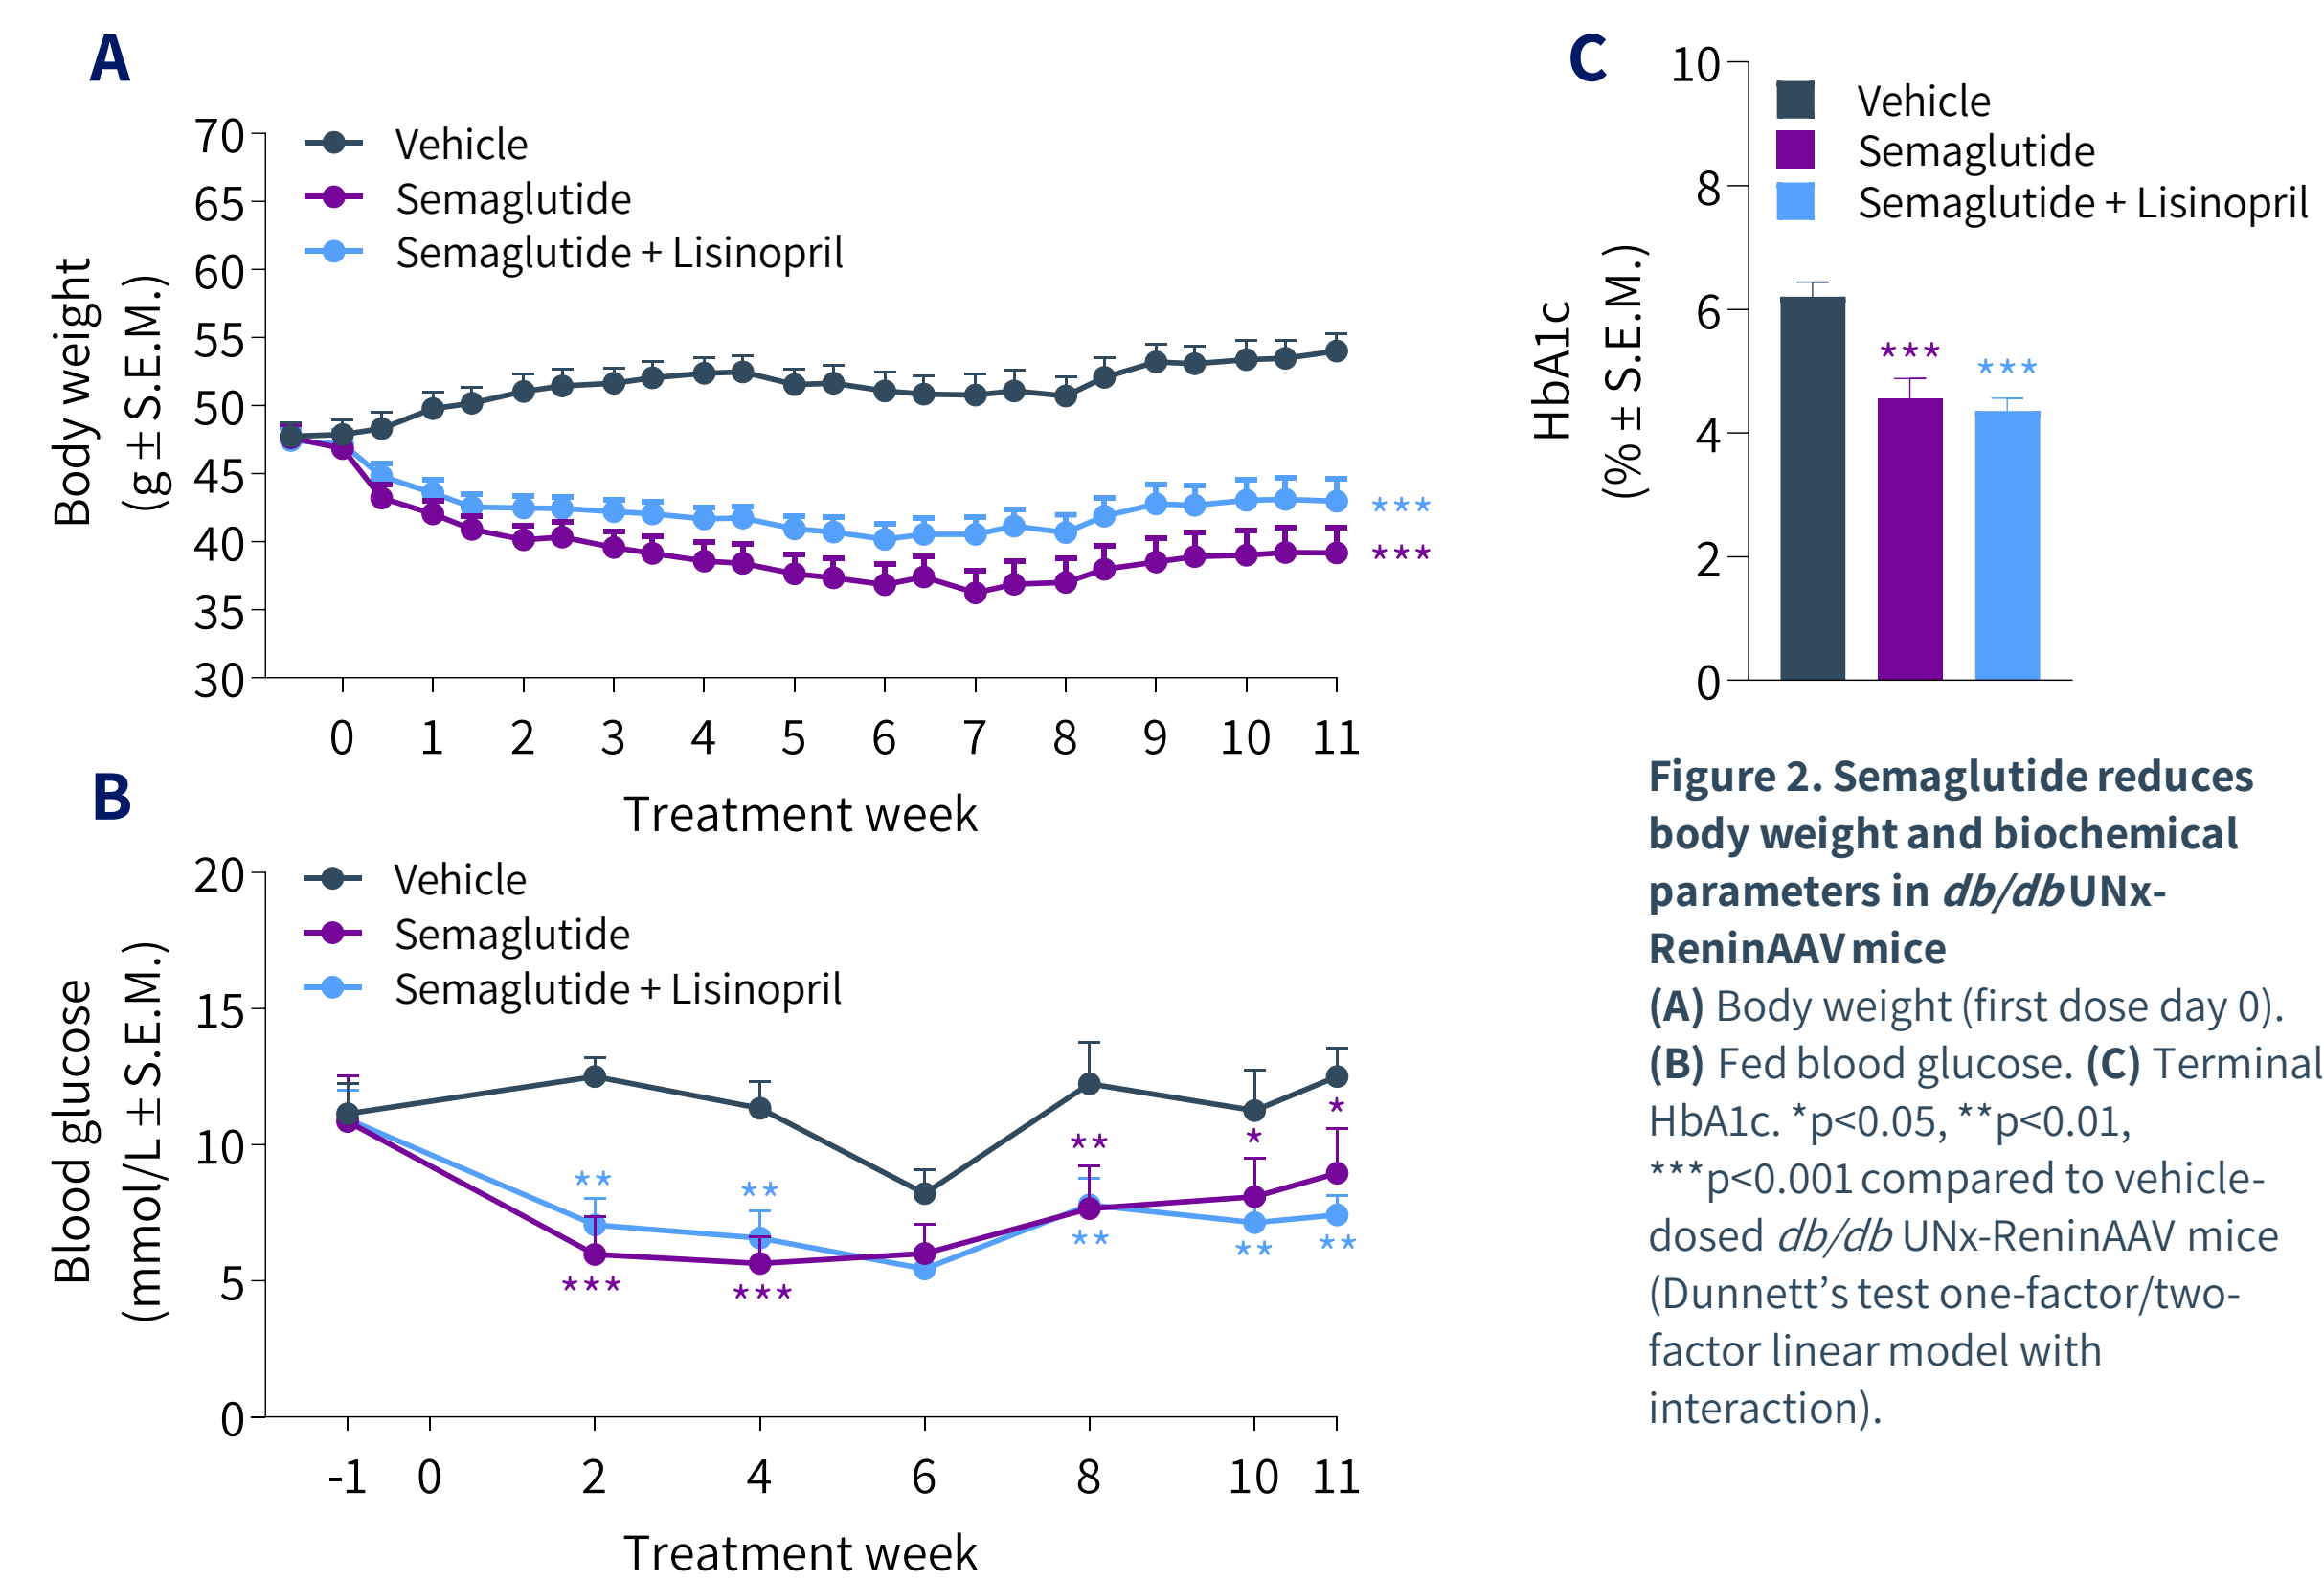 A
70
65
60
55
50
45
40
35
30
Body weight
(g ± S.E.M.)
Vehicle
Semaglutide
Semaglutide + Lisinopril
***
***
0 1 2 3 4 5 6 7 8 9 10 11
Treatment week
B
20
15
10
5
0
Blood glucose
(mmol/L ± S.E.M.)
Vehicle
Semaglutide
Semaglutide + Lisinopril
**
***
**
***
**
**
*
**
*
**
-1 0 2 4 6 8 10 11
Treatment week
C
10
8
6
4
2
0
HbA1c
(% ± S.E.M.)
Vehicle
Semaglutide
Semaglutide + Lisinopril
***
***
Figure 2. Semaglutide reduces
body weight and biochemical
parameters in db/db UNx-
ReninAAV mice
(A) Body weight (first dose day 0).
(B) Fed blood glucose. (C) Terminal
HbA1c. *p<0.05, **p<0.01,
***p<0.001 compared to vehicle-
dosed db/db UNx-ReninAAV mice
(Dunnett’s test one-factor/two-
factor linear model with
interaction).